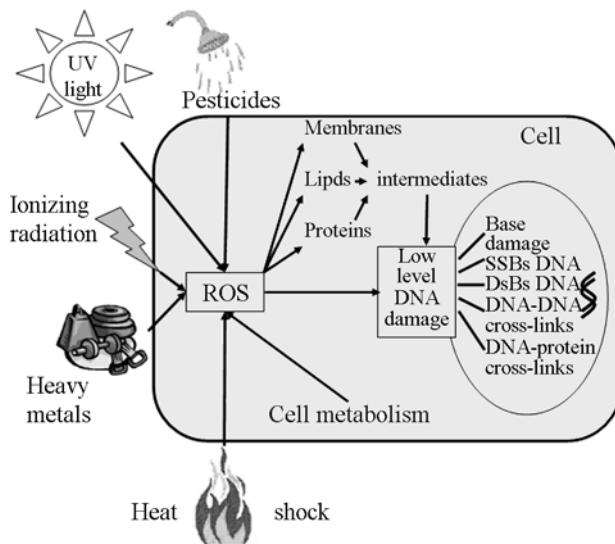 UV
light
Pesticides
Cell
Membranes
Lipds
intermediates
Proteins
Ionizing
radiation
ROS
Low
level
DNA
damage
Base
damage
SSBs DNA
DsBs DNA
DNA-DNA
cross-links
DNA-protein
cross-links
Heavy
metals
Cell metabolism
Heat shock